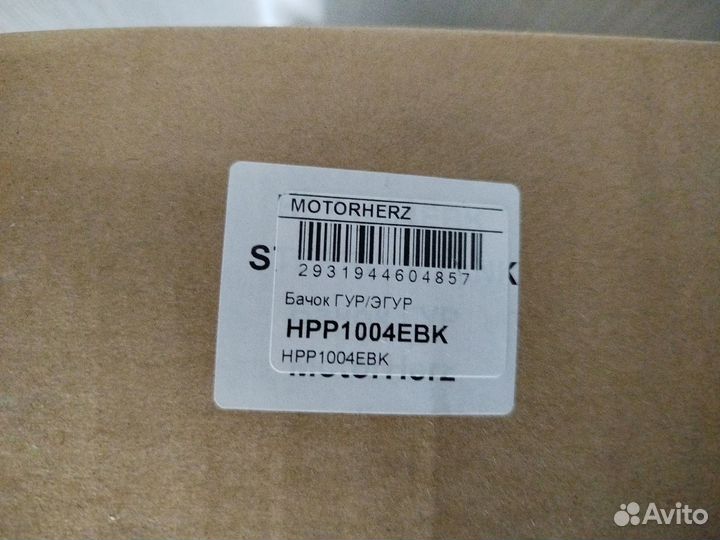 MOTORHERZ
2931944604857
Бачок ГУР/ЭГУР
HPP1004EBK
HPP1004EBK
Avito